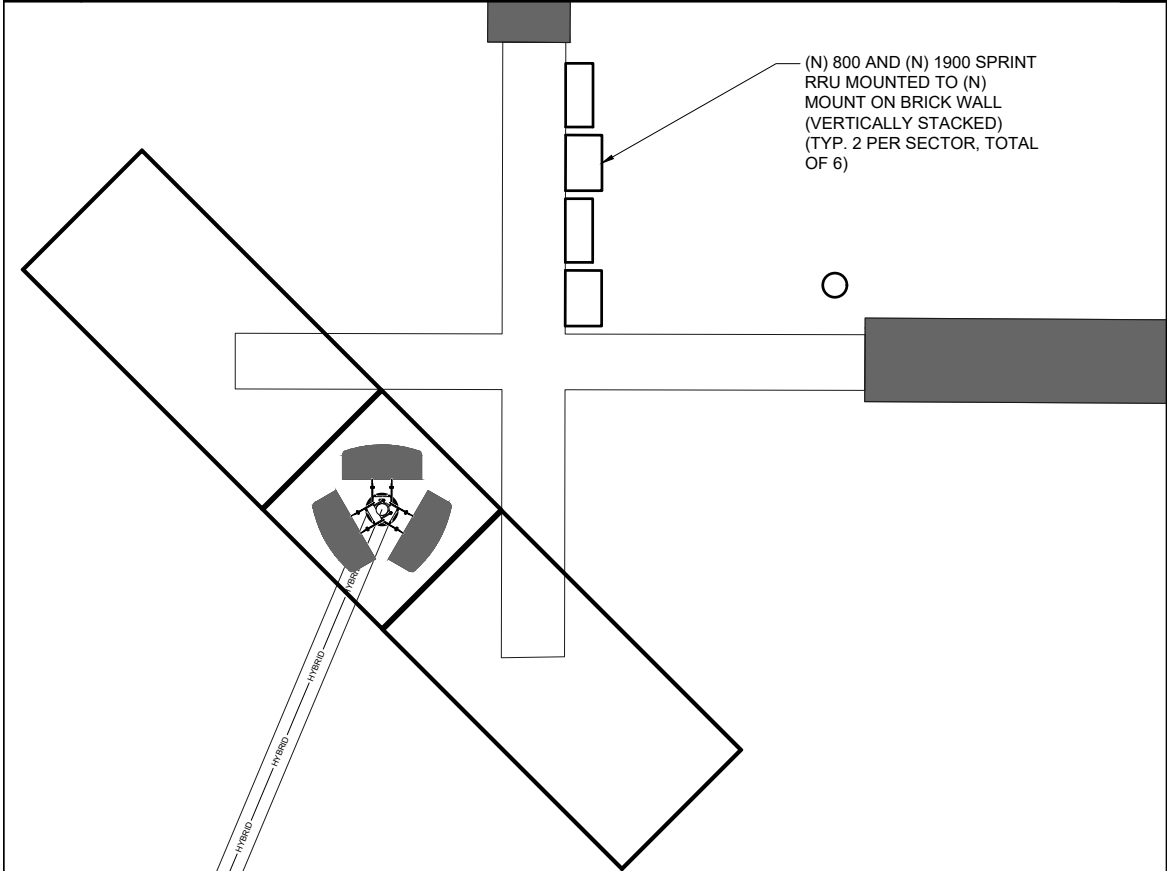 (N) 800 AND (N) 1900 SPRINT
RRU MOUNTED TO (N)
MOUNT ON BRICK WALL
(VERTICALLY STACKED)
(TYP. 2 PER SECTOR, TOTAL
OF 6)
HYBRID
HYBRID
HYBRID
HYBRID